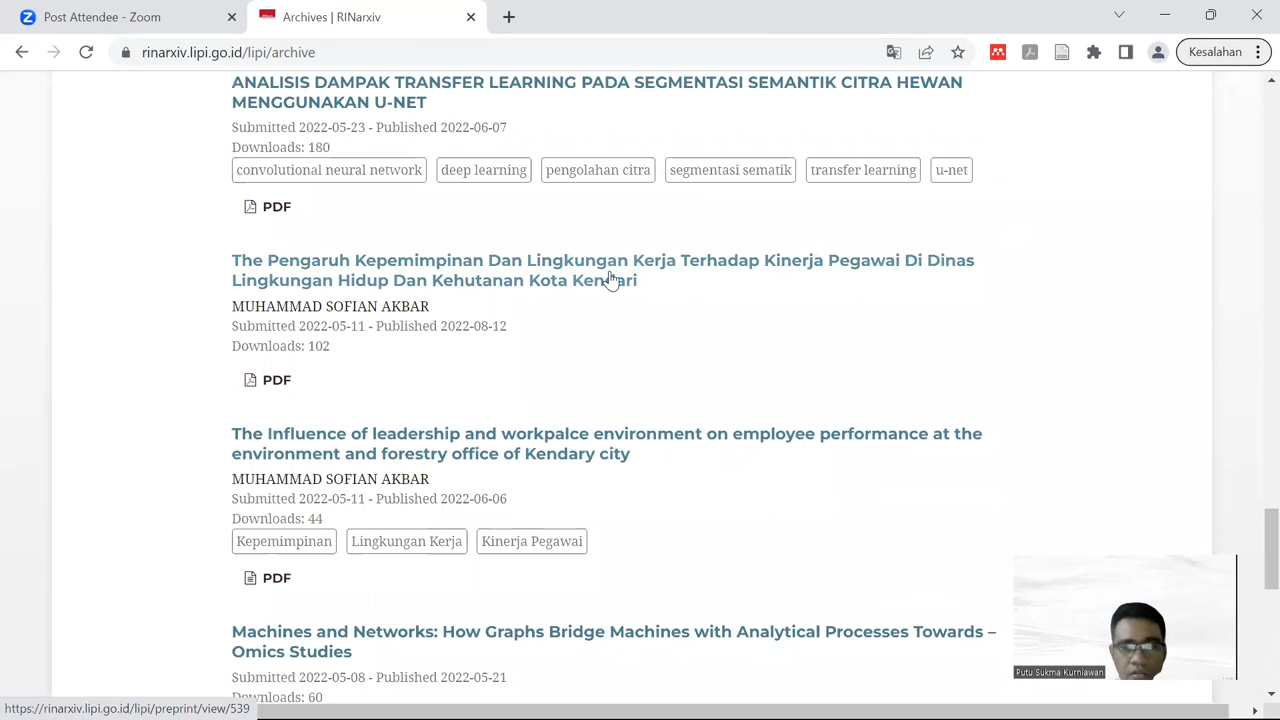 Post Attendee - Zoom
Archives | RINarxiv
rinarxiv.lipi.go.id/lipi/archive
Kesalahan
ANALISIS DAMPAK TRANSFER LEARNING PADA SEGMENTASI SEMANTIK CITRA HEWAN
MENGGUNAKAN U-NET
Submitted 2022-05-23 - Published 2022-06-07
Downloads: 180
convolutional neural network deep learning pengolahan citra segmentasi sematik transfer learning u-net
PDF
The Pengaruh Kepemimpinan Dan Lingkungan Kerja Terhadap Kinerja Pegawai Di Dinas
Lingkungan Hidup Dan Kehutanan Kota Kendari
MUHAMMAD SOFIAN AKBAR
Submitted 2022-05-11 - Published 2022-08-12
Downloads: 102
PDF
The Influence of leadership and workpalce environment on employee performance at the
environment and forestry office of Kendary city
MUHAMMAD SOFIAN AKBAR
Submitted 2022-05-11 - Published 2022-06-06
Downloads: 44
Kepemimpinan Lingkungan Kerja Kinerja Pegawai
PDF
Machines and Networks: How Graphs Bridge Machines with Analytical Processes Towards –
Omics Studies
Submitted 2022-05-08 - Published 2022-05-21
Downloads: 60
Putu Sukma Kurniawan
https://rinarxiv.lipi.go.id/lipi/preprint/view/539